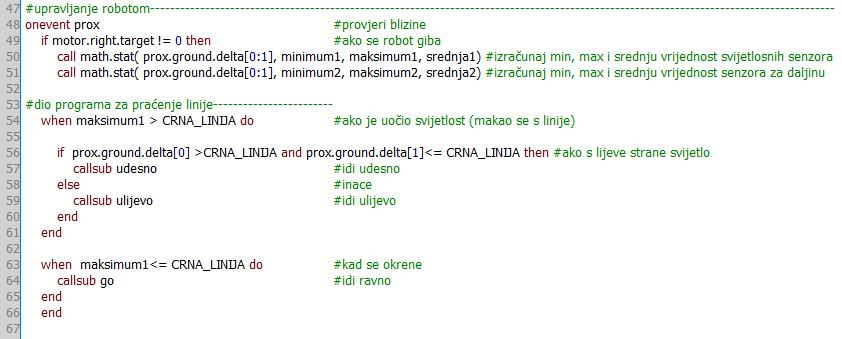 47 #upravljanje robotom-----------------------------------------------------------------------------------------------------------------------------------------
48 onevent prox #provjeri blizine
49 if motor.right.target != 0 then #ako se robot giba
50 call math.stat( prox.ground.delta[0:1], minimum1, maksimum1, srednja1) #izračunaj min, max i srednju vrijednost svijetlosnih senzora
51 call math.stat( prox.ground.delta[0:1], minimum2, maksimum2, srednja2) #izračunaj min, max i srednju vrijednost senzora za daljinu
52
53 #dio programa za praćenje linije------------------------
54 when maksimum1 > CRNA_LINIJA do #ako je uočio svijetlost (makao se s linije)
55
56 if  prox.ground.delta[0] >CRNA_LINIJA and prox.ground.delta[1]<= CRNA_LINIJA then #ako s lijeve strane svijetlo
57 callsub udesno #idi udesno
58 else #inace
59 callsub ulijevo #idi ulijevo
60 end
61 end
62
63 when  maksimum1<= CRNA_LINIJA do #kad se okrene
64 callsub go #idi ravno
65 end
66 end
67